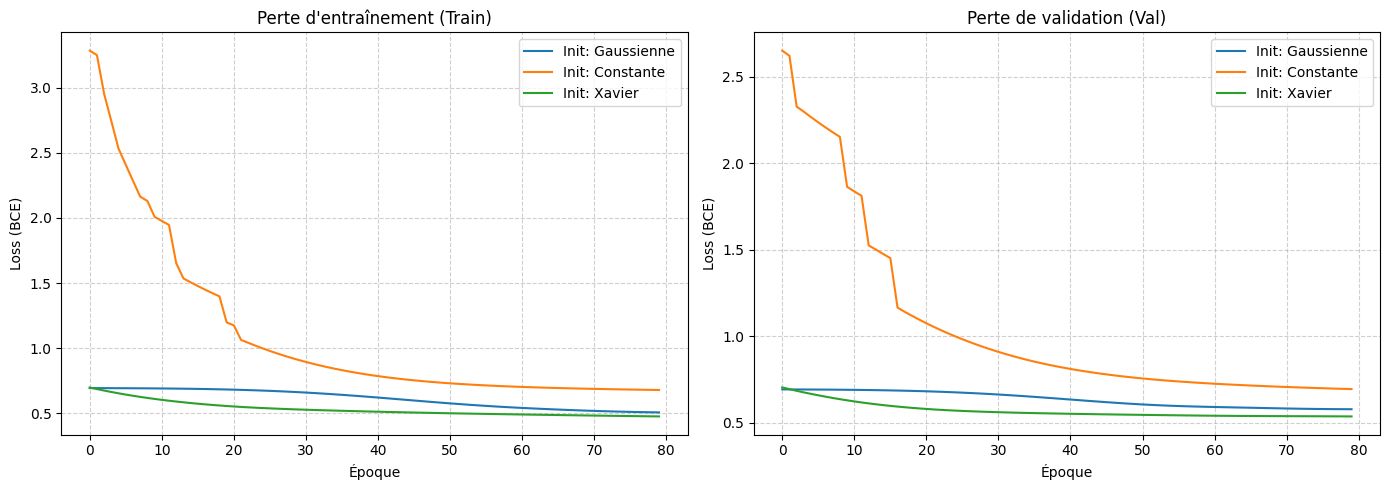 Perte d'entraînement (Train)
Loss (BCE)
3.0
2.5
2.0
1.5
1.0
0.5
Init: Gaussienne
Init: Constante
Init: Xavier
0 10 20 30 40 50 60 70 80
Époque
Perte de validation (Val)
Loss (BCE)
2.5
2.0
1.5
1.0
0.5
Init: Gaussienne
Init: Constante
Init: Xavier
0 10 20 30 40 50 60 70 80
Époque